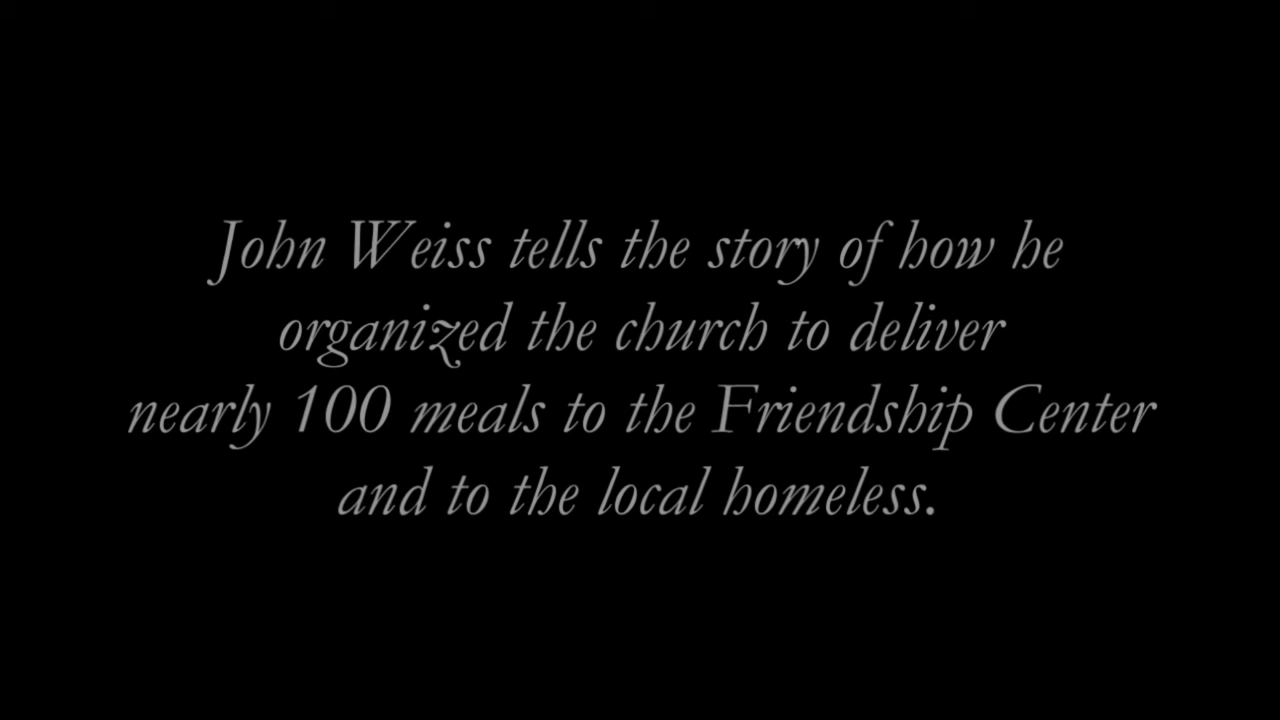 John Weiss tells the story of how he
organized the church to deliver
nearly 100 meals to the Friendship Center
and to the local homeless.